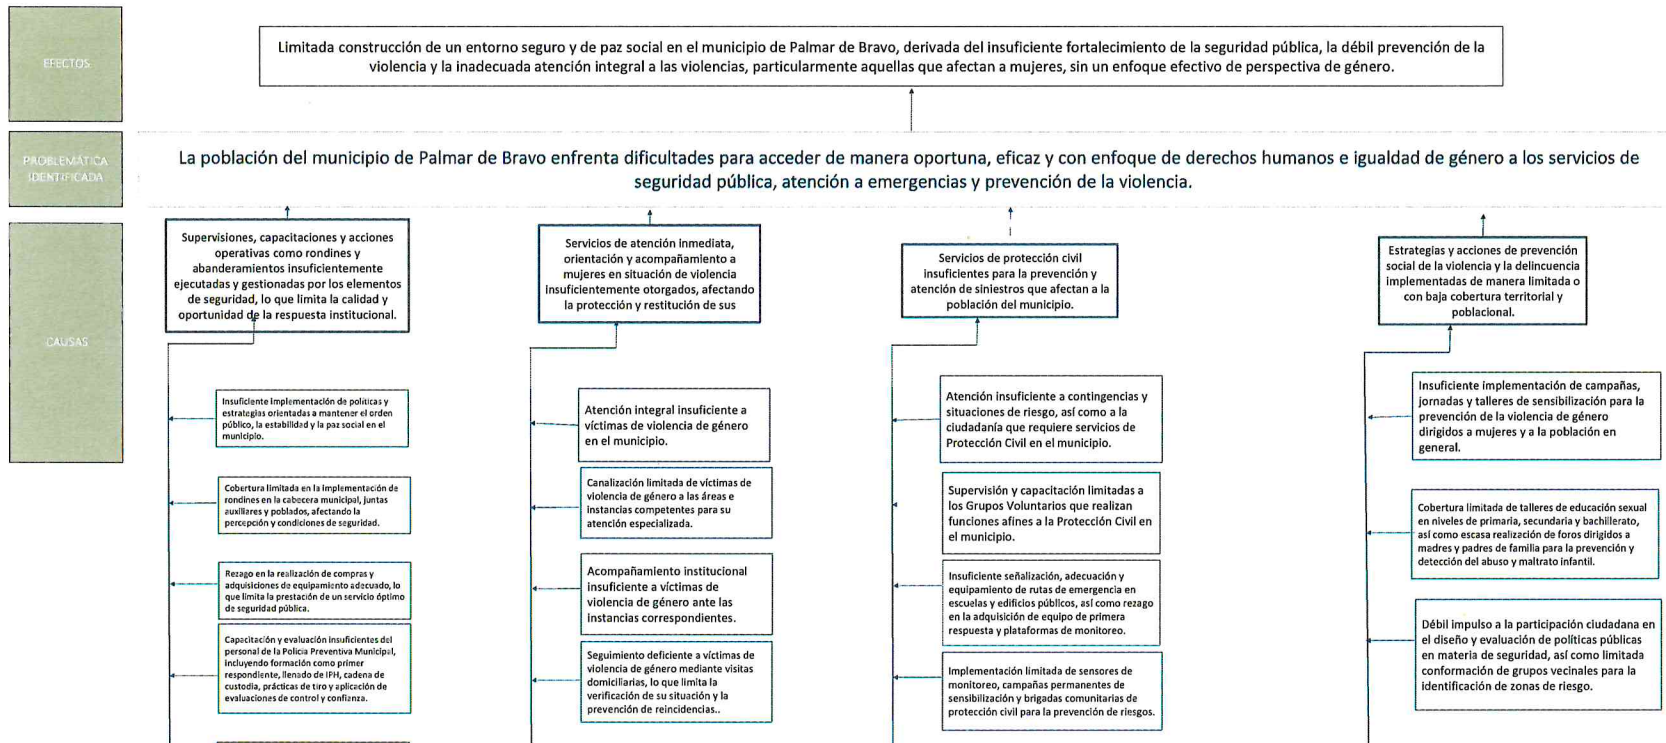 EFECTOS
Limitada construcción de un entorno seguro y de paz social en el municipio de Palmar de Bravo, derivada del insuficiente fortalecimiento de la seguridad pública, la débil prevención de la
violencia y la inadecuada atención integral a las violencias, particularmente aquellas que afectan a mujeres, sin un enfoque efectivo de perspectiva de género.
PROBLEMÁTICA
IDENTIFICADA
La población del municipio de Palmar de Bravo enfrenta dificultades para acceder de manera oportuna, eficaz y con enfoque de derechos humanos e igualdad de género a los servicios de
seguridad pública, atención a emergencias y prevención de la violencia.
CAUSAS
Supervisiones, capacitaciones y acciones
operativas como rondines y
abanderamientos insuficientemente
ejecutadas y gestionadas por los elementos
de seguridad, lo que limita la calidad y
oportunidad de la respuesta institucional.
Insuficiente implementación de políticas y
estrategias orientadas a mantener el orden
público, la estabilidad y la paz social en el
municipio.
Cobertura limitada en la implementación de
rondines en la cabecera municipal, juntas
auxiliares y poblados, afectando la
percepción y condiciones de seguridad.
Rezago en la realización de compras y
adquisiciones de equipamiento adecuado, lo
que limita la prestación de un servicio óptimo
de seguridad pública.
Capacitación y evaluación insuficientes del
personal de la Policía Preventiva Municipal,
incluyendo formación como primer
respondiente, llenado de IPH, cadena de
custodia, prácticas de tiro y aplicación de
evaluaciones de control y confianza.
Servicios de atención inmediata,
orientación y acompañamiento a
mujeres en situación de violencia
insuficientemente otorgados, afectando
la protección y restitución de sus
Atención integral insuficiente a
víctimas de violencia de género
en el municipio.
Canalización limitada de víctimas de
violencia de género a las áreas e
instancias competentes para su
atención especializada.
Acompañamiento institucional
insuficiente a víctimas de
violencia de género ante las
instancias correspondientes.
Seguimiento deficiente a víctimas de
violencia de género mediante visitas
domiciliarias, lo que limita la
verificación de su situación y la
prevención de reincidencias..
Servicios de protección civil
insuficientes para la prevención y
atención de siniestros que afectan a la
población del municipio.
Atención insuficiente a contingencias y
situaciones de riesgo, así como a la
ciudadanía que requiere servicios de
Protección Civil en el municipio.
Supervisión y capacitación limitadas a
los Grupos Voluntarios que realizan
funciones afines a la Protección Civil en
el municipio.
Insuficiente señalización, adecuación y
equipamiento de rutas de emergencia en
escuelas y edificios públicos, así como rezago
en la adquisición de equipo de primera
respuesta y plataformas de monitoreo.
Implementación limitada de sensores de
monitoreo, campañas permanentes de
sensibilización y brigadas comunitarias de
protección civil para la prevención de riesgos.
Estrategias y acciones de prevención
social de la violencia y la delincuencia
implementadas de manera limitada o
con baja cobertura territorial y
poblacional.
Insuficiente implementación de campañas,
jornadas y talleres de sensibilización para la
prevención de la violencia de género
dirigidos a mujeres y a la población en
general.
Cobertura limitada de talleres de educación sexual
en niveles de primaria, secundaria y bachillerato,
así como escasa realización de foros dirigidos a
madres y padres de familia para la prevención y
detección del abuso y maltrato infantil.
Débil impulso a la participación ciudadana en
el diseño y evaluación de políticas públicas
en materia de seguridad, así como limitada
conformación de grupos vecinales para la
identificación de zonas de riesgo.